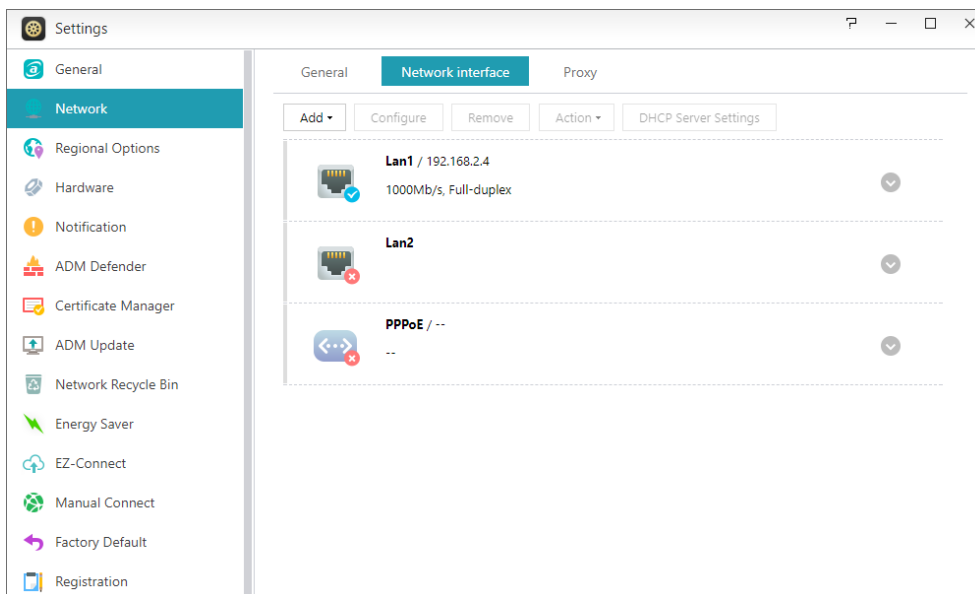 Settings
General
Network
Regional Options
Hardware
Notification
ADM Defender
Certificate Manager
ADM Update
Network Recycle Bin
Energy Saver
EZ-Connect
Manual Connect
Factory Default
Registration
General Network interface Proxy
Add Configure Remove Action DHCP Server Settings
Lan1 / 192.168.2.4
1000Mb/s, Full-duplex
Lan2
PPPoE / --
--